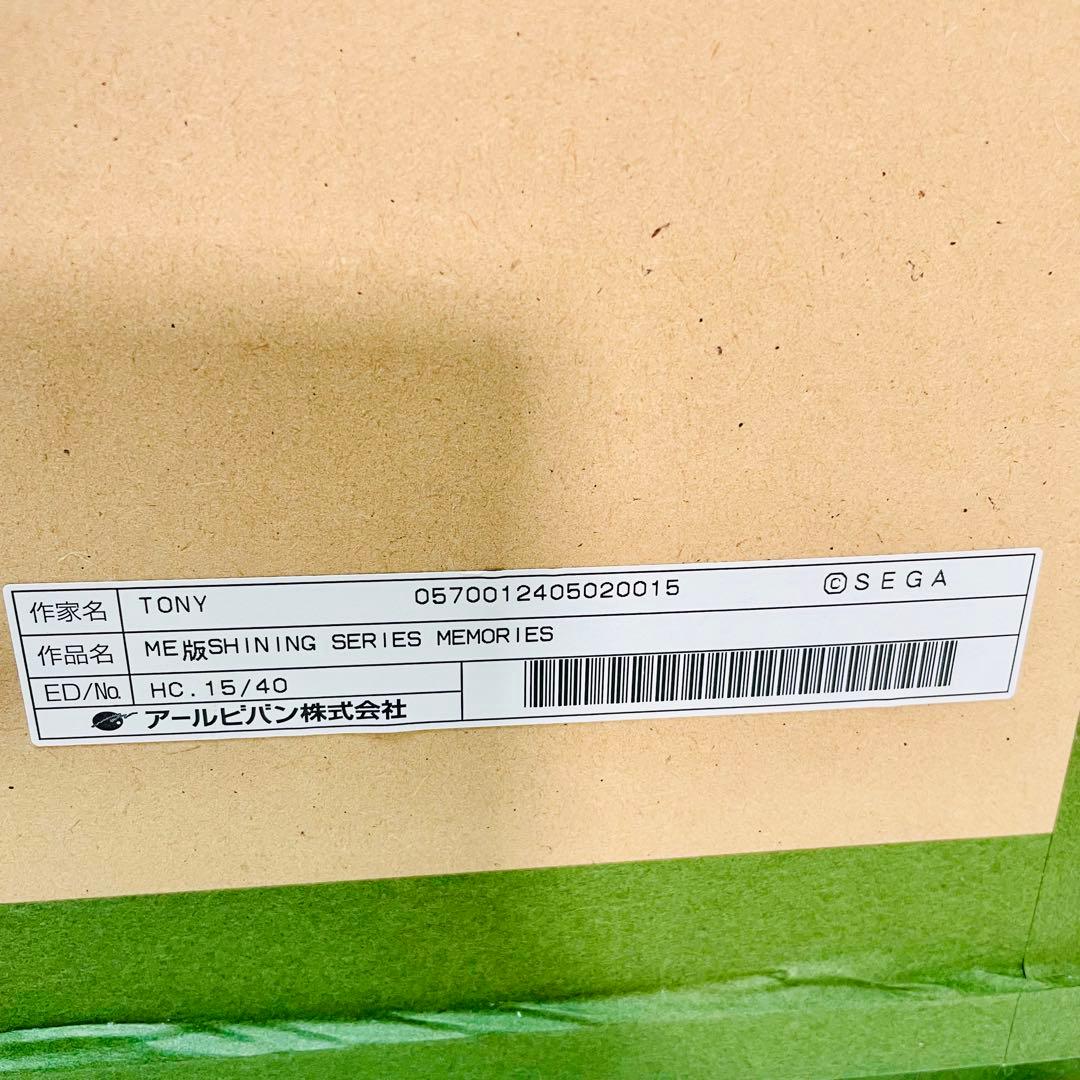 作家名 TONY 0570012405020015 ©SEGA
作品名 ME版SHINING SERIES MEMORIES
ED/No. HC.15/40
アールビバン株式会社